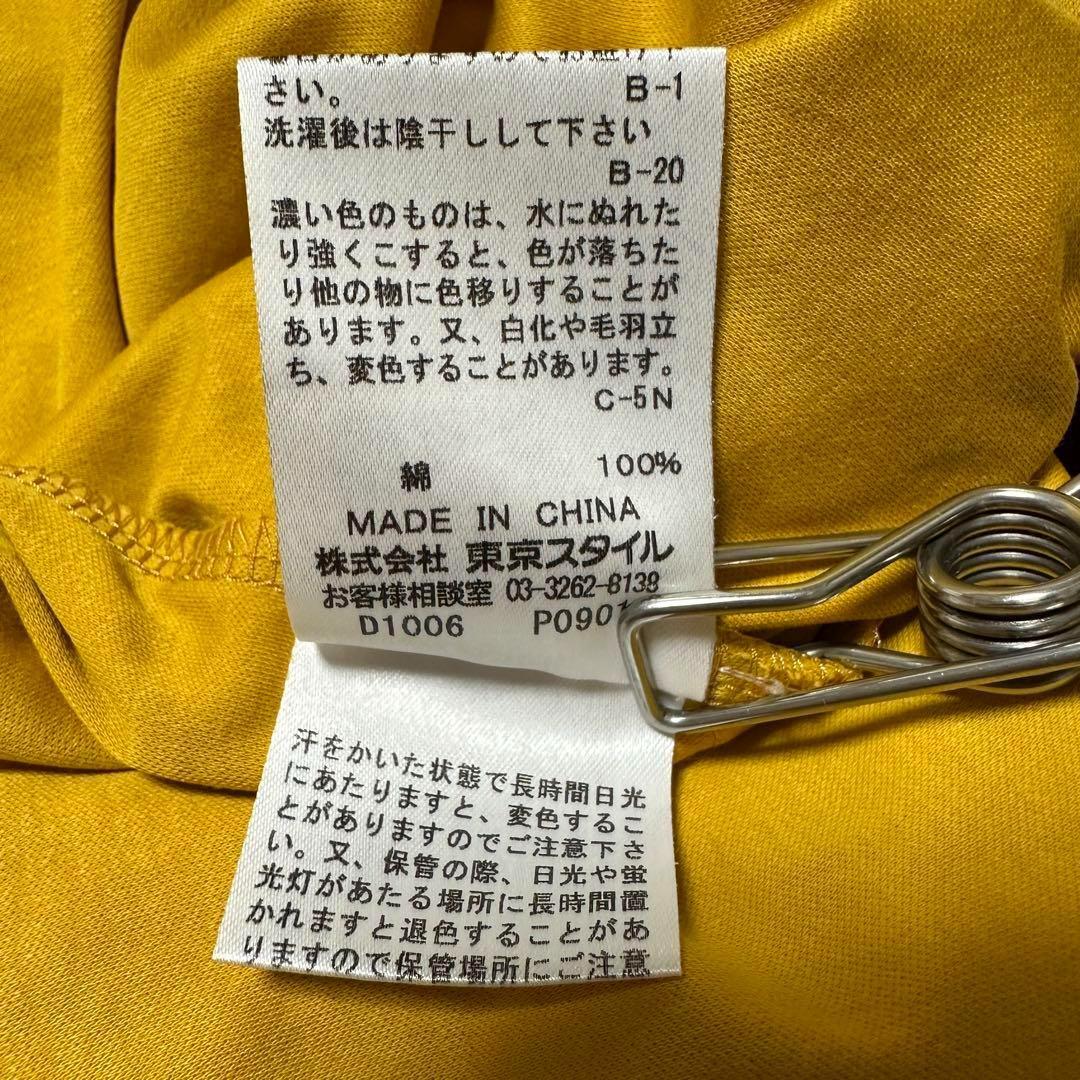 さい。 B-1
洗濯後は陰干しして下さい
B-20
濃い色のものは、水にぬれた
り強くこすると、色が落ちた
り他の物に色移りすることが
あります。又、白化や毛羽立
ち、変色することがあります。
C-5N
綿 100%
MADE IN CHINA
株式会社 東京スタイル
お客様相談室 03-3262-8138
D1006
汗をかいた状態で長時間日光
にあたりますと、変色するこ
とがありますのでご注意下さ
い。又、保管の際、日光や蛍
光灯があたる場所に長時間置
かれますと退色することがあ
りますので保管場所にご注意